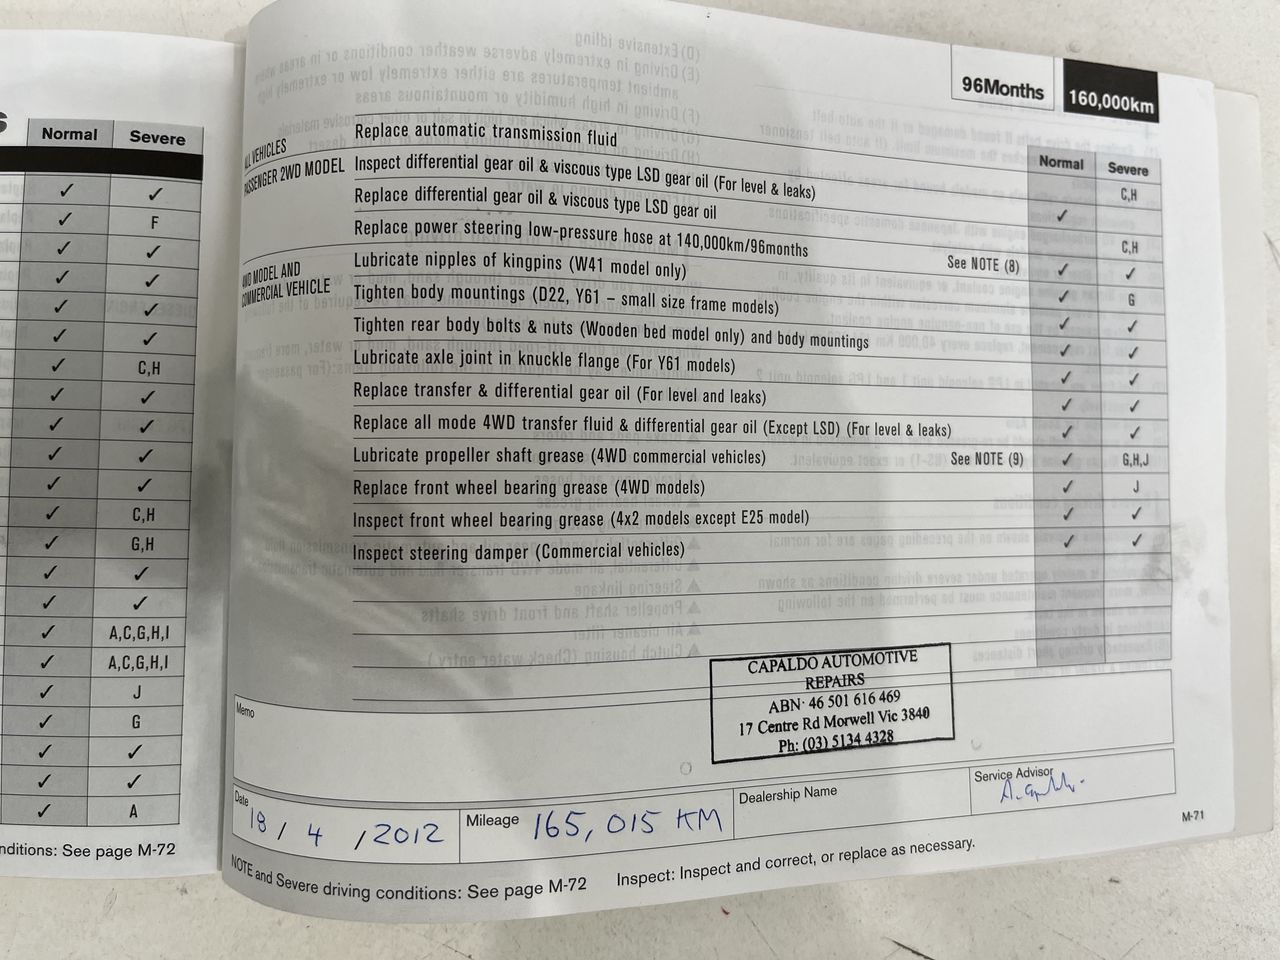 S
Normal Severe
✓ ✓
✓ F
✓ ✓
✓ ✓
✓ ✓
✓ ✓
✓ C,H
✓ ✓
✓ ✓
✓ ✓
✓ ✓
✓ C,H
✓ G,H
✓ ✓
✓ ✓
✓ A,C,G,H,I
✓ A,C,G,H,I
✓ J
✓ G
✓ ✓
✓ ✓
✓ A
nditions: See page M-72
96Months 160,000km
Normal Severe
ALL VEHICLES
Replace automatic transmission fluid
C,H
PASSENGER 2WD MODEL
Inspect differential gear oil & viscous type LSD gear oil (For level & leaks)
✓
Replace differential gear oil & viscous type LSD gear oil
C,H
Replace power steering low-pressure hose at 140,000km/96months See NOTE (8) ✓ ✓
4WD MODEL AND
COMMERCIAL VEHICLE
Lubricate nipples of kingpins (W41 model only) ✓ G
Tighten body mountings (D22, Y61 – small size frame models) ✓ ✓
Tighten rear body bolts & nuts (Wooden bed model only) and body mountings ✓ ✓
Lubricate axle joint in knuckle flange (For Y61 models) ✓ ✓
Replace transfer & differential gear oil (For level and leaks) ✓ ✓
Replace all mode 4WD transfer fluid & differential gear oil (Except LSD) (For level & leaks) ✓ ✓
Lubricate propeller shaft grease (4WD commercial vehicles) See NOTE (9) ✓ G,H,J
Replace front wheel bearing grease (4WD models) ✓ J
Inspect front wheel bearing grease (4x2 models except E25 model) ✓ ✓
Inspect steering damper (Commercial vehicles) ✓ ✓
CAPALDO AUTOMOTIVE
REPAIRS
ABN: 46 501 616 469
17 Centre Rd Morwell Vic 3840
Ph: (03) 5134 4328
Memo
Date 18 / 4 / 2012 Mileage 165,015 KM Dealership Name Service Advisor
M-71
NOTE and Severe driving conditions: See page M-72 Inspect: Inspect and correct, or replace as necessary.